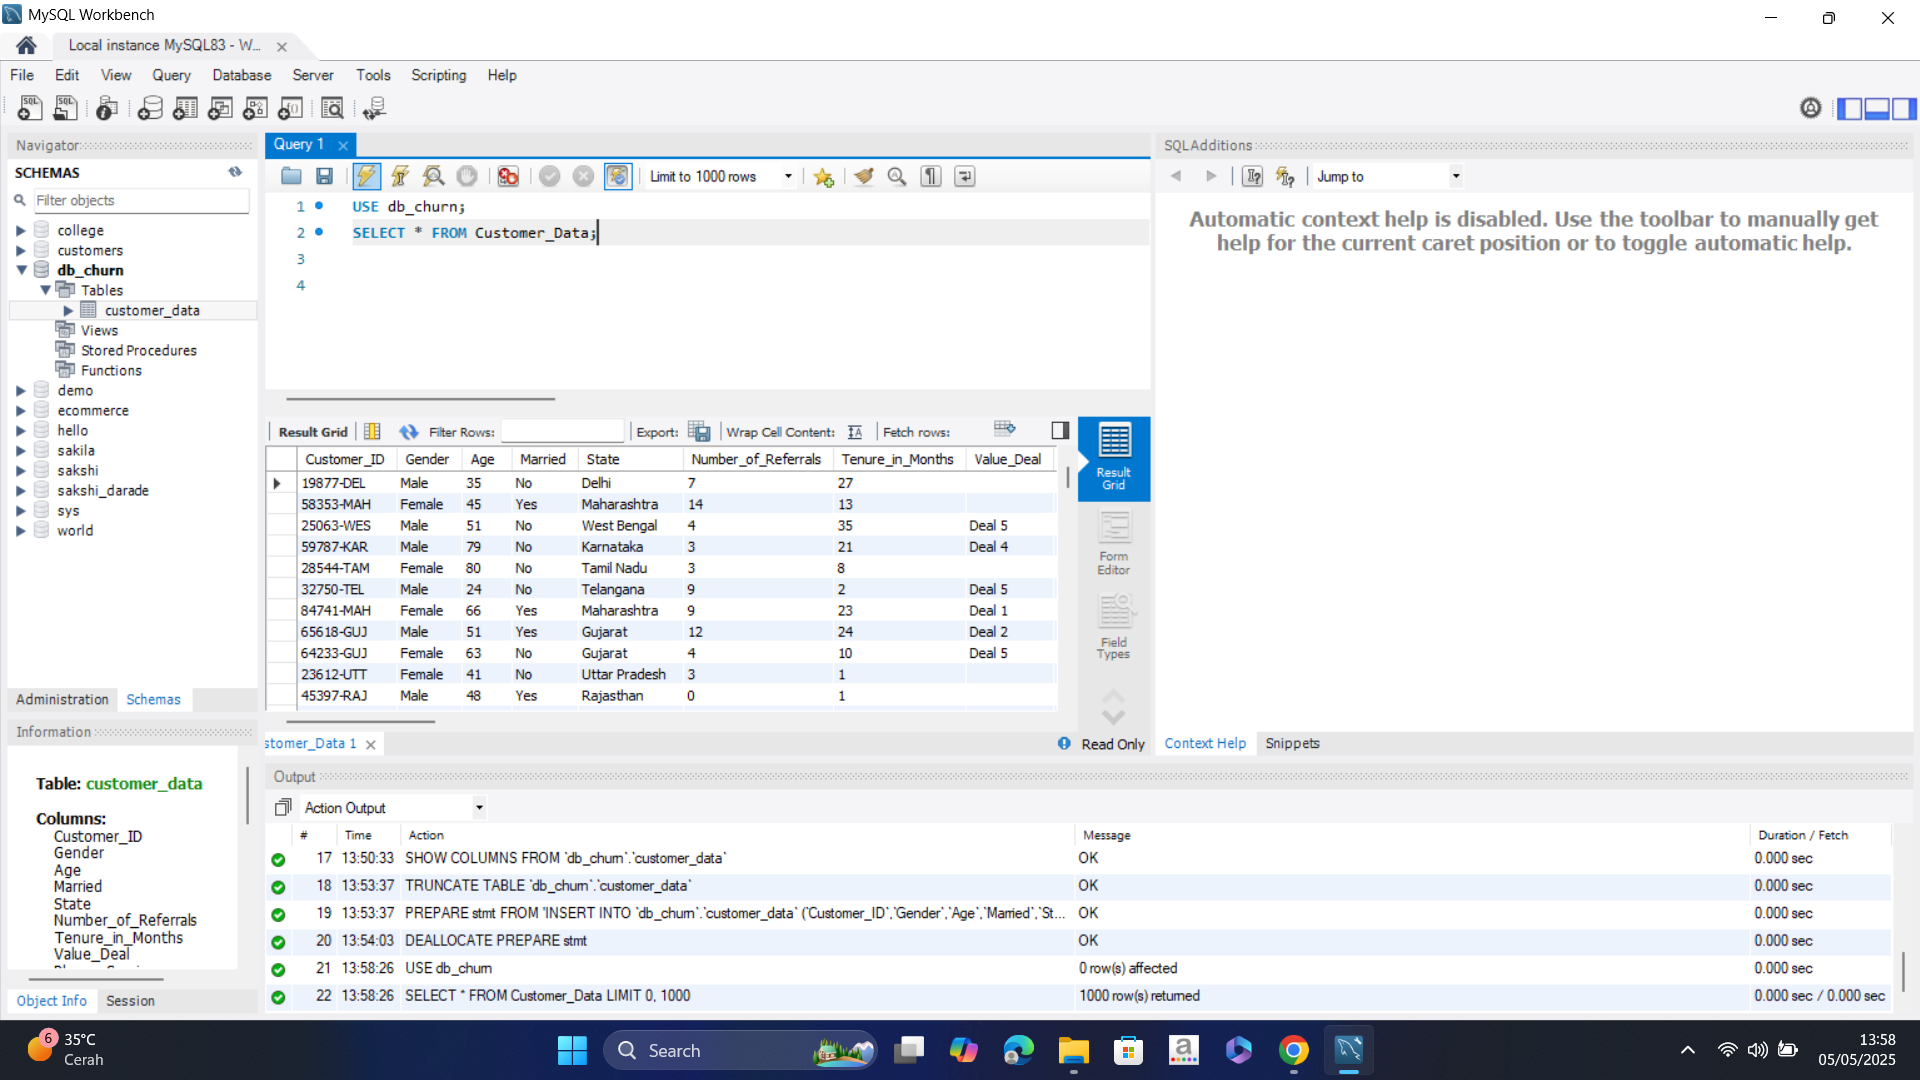 MySQL Workbench
Local instance MySQL83 - W...
File Edit View Query Database Server Tools Scripting Help
Navigator
SCHEMAS
Filter objects
college
customers
db_churn
Tables
customer_data
Views
Stored Procedures
Functions
demo
ecommerce
hello
sakila
sakshi
sakshi_darade
sys
world
Administration Schemas
Information
Table: customer_data
Columns:
Customer_ID
Gender
Age
Married
State
Number_of_Referrals
Tenure_in_Months
Value_Deal
Object Info Session
Query 1
Limit to 1000 rows
1 USE db_churn;
2 SELECT * FROM Customer_Data;
3
4
Result Grid Filter Rows: Export: Wrap Cell Content: Fetch rows:
Customer_ID Gender Age Married State Number_of_Referrals Tenure_in_Months Value_Deal
19877-DEL Male 35 No Delhi 7 27
58353-MAH Female 45 Yes Maharashtra 14 13
25063-WES Male 51 No West Bengal 4 35 Deal 5
59787-KAR Male 79 No Karnataka 3 21 Deal 4
28544-TAM Female 80 No Tamil Nadu 3 8
32750-TEL Male 24 No Telangana 9 2 Deal 5
84741-MAH Female 66 Yes Maharashtra 9 23 Deal 1
65618-GUJ Male 51 Yes Gujarat 12 24 Deal 2
64233-GUJ Female 63 No Gujarat 4 10 Deal 5
23612-UTT Female 41 No Uttar Pradesh 3 1
45397-RAJ Male 48 Yes Rajasthan 0 1
Result
Grid
Form
Editor
Field
Types
stomer_Data 1
Read Only
SQLAdditions
Jump to
Automatic context help is disabled. Use the toolbar to manually get
help for the current caret position or to toggle automatic help.
Context Help Snippets
Output
Action Output
# Time Action Message Duration / Fetch
17 13:50:33 SHOW COLUMNS FROM `db_churn`.`customer_data` OK 0.000 sec
18 13:53:37 TRUNCATE TABLE `db_churn`.`customer_data` OK 0.000 sec
19 13:53:37 PREPARE stmt FROM 'INSERT INTO `db_churn`.`customer_data` (`Customer_ID`,`Gender`,`Age`,`Married`,`St... OK 0.000 sec
20 13:54:03 DEALLOCATE PREPARE stmt OK 0.000 sec
21 13:58:26 USE db_churn 0 row(s) affected 0.000 sec
22 13:58:26 SELECT * FROM Customer_Data LIMIT 0, 1000 1000 row(s) returned 0.000 sec / 0.000 sec
6
35°C
Cerah
Search
13:58
05/05/2025